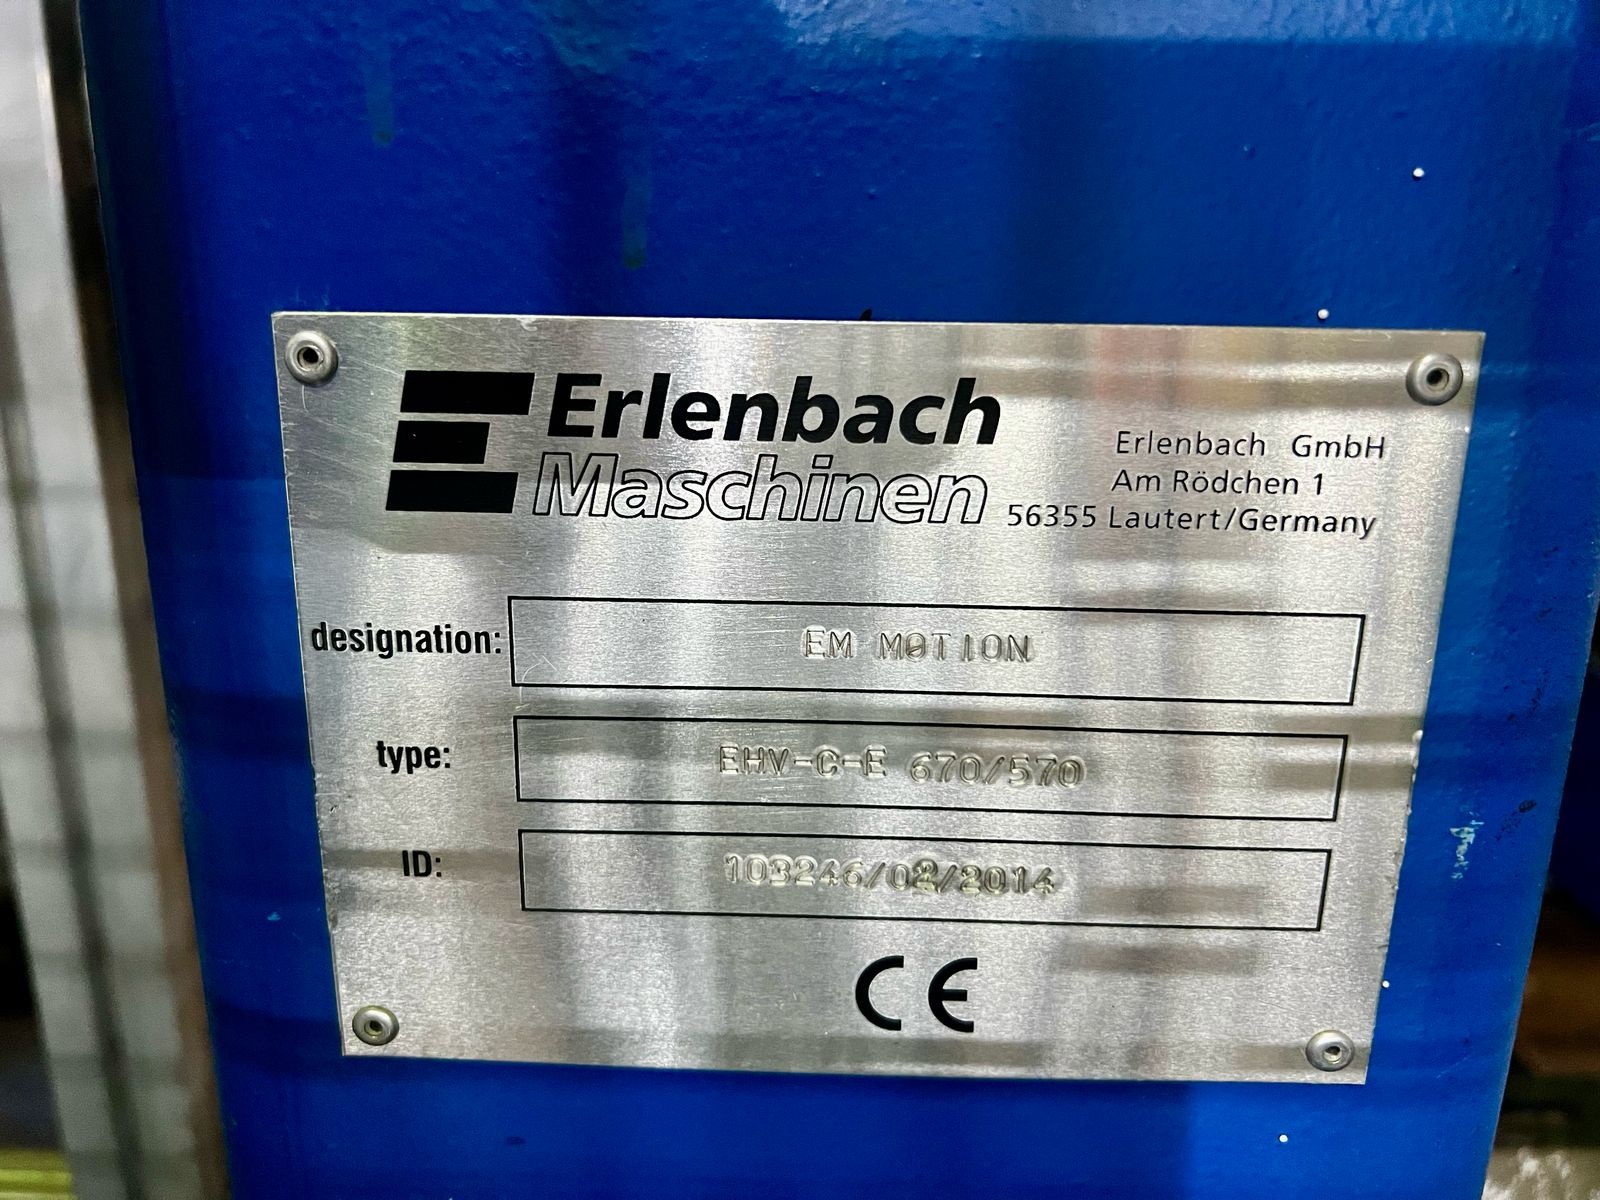 Erlenbach
Maschinen
Erlenbach GmbH
Am Rödchen 1
56355 Lautert/Germany
designation: EM MOTION
type: EHV-C-E 670/570
ID: 103246/02/2014
CE